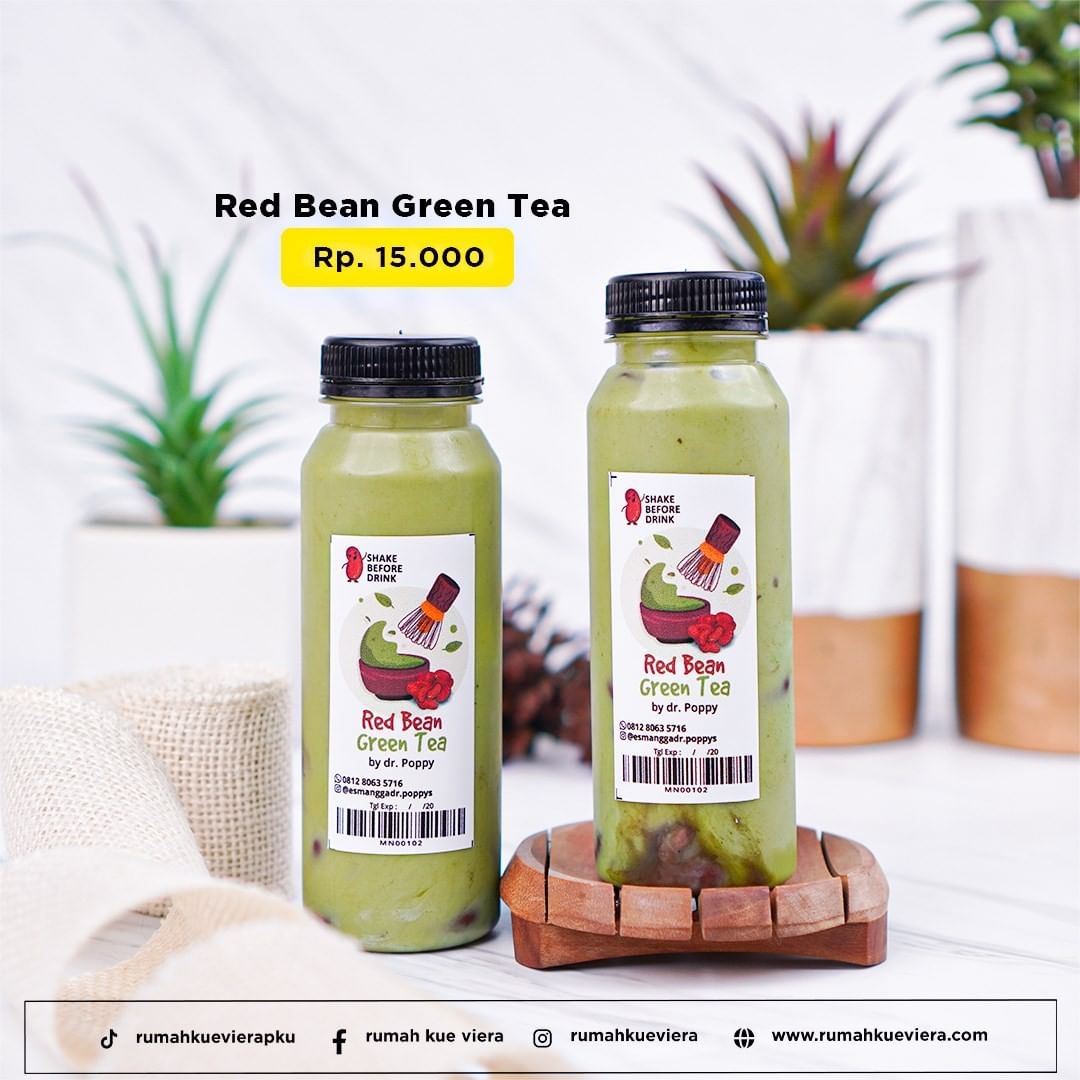 Red Bean Green Tea
Rp. 15.000
SHAKE
BEFORE
DRINK
Red Bean
Green Tea
by dr. Poppy
0812 8063 5716
@esmanggadr.poppys
Tgl Exp : / /20
MN00102
SHAKE
BEFORE
DRINK
Red Bean
Green Tea
by dr. Poppy
0812 8063 5716
@esmanggadr.poppys
Tgl Exp : / /20
MN00102
rumahkuevierapku
rumah kue viera
rumahkueviera
www.rumahkueviera.com